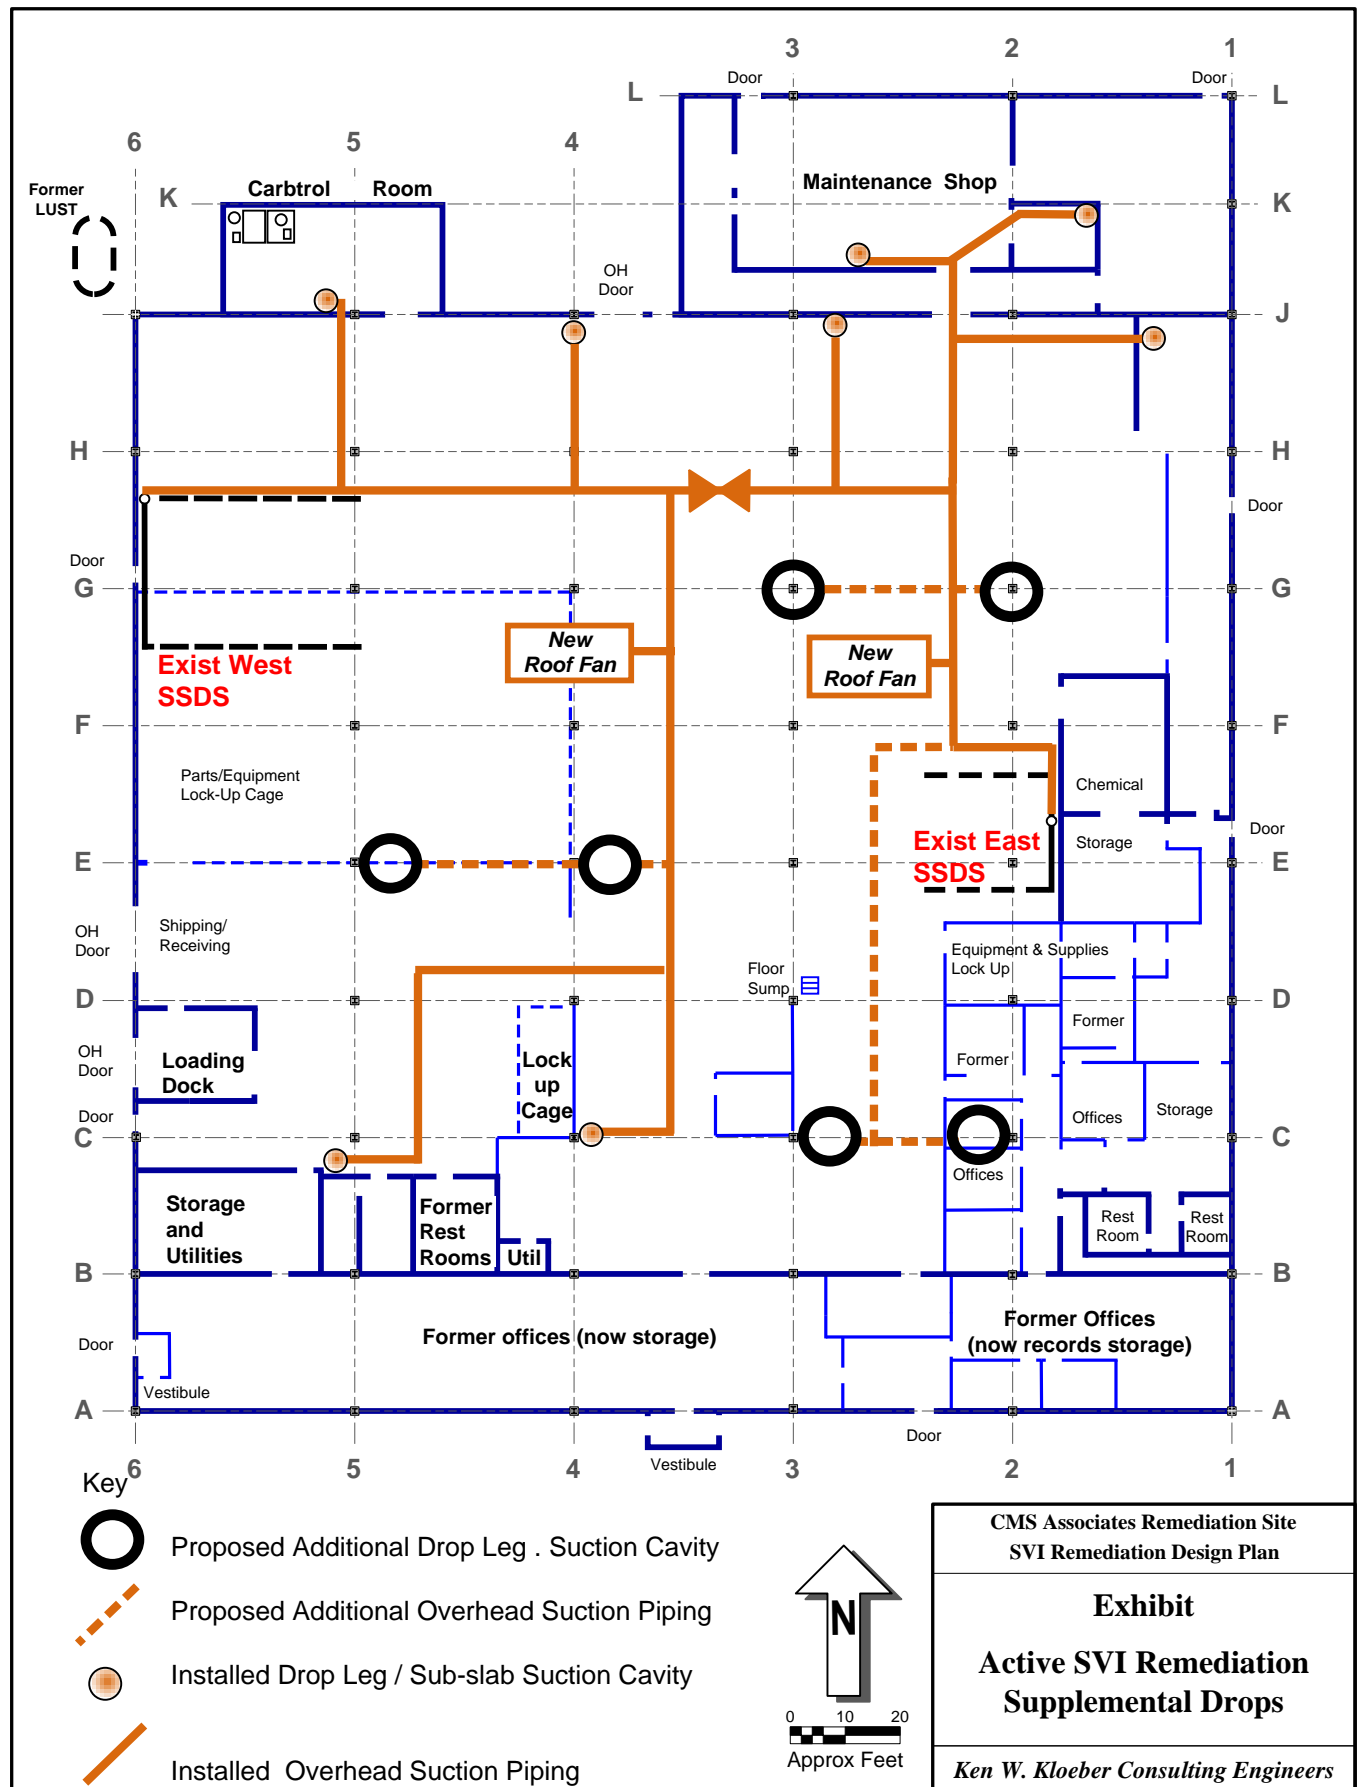 3 2 1
Door Door
L L
6 5 4
Former
LUST
K Carbtrol Room Maintenance Shop K
OH
Door
J
H H
Door
Door
G G
New
Roof Fan
New
Roof Fan
Exist West
SSDS
F F
Parts/Equipment
Lock-Up Cage
Chemical
Door
Exist East
SSDS
Storage
E E
Shipping/
Receiving
OH
Door
Equipment & Supplies
Lock Up
Floor
Sump
D D
Former
OH
Door
Loading
Dock
Lock
up
Cage
Former
Door
Offices Storage
C C
Offices
Storage
and
Utilities
Former
Rest
Rooms
Util
Rest
Room
Rest
Room
B B
Door
Former offices (now storage)
Former Offices
(now records storage)
Vestibule
A A
Door
Vestibule
6 5 4 3 2 1
Key
Proposed Additional Drop Leg . Suction Cavity
Proposed Additional Overhead Suction Piping
Installed Drop Leg / Sub-slab Suction Cavity
Installed Overhead Suction Piping
N
0 10 20
Approx Feet
CMS Associates Remediation Site
SVI Remediation Design Plan
Exhibit
Active SVI Remediation
Supplemental Drops
Ken W. Kloeber Consulting Engineers